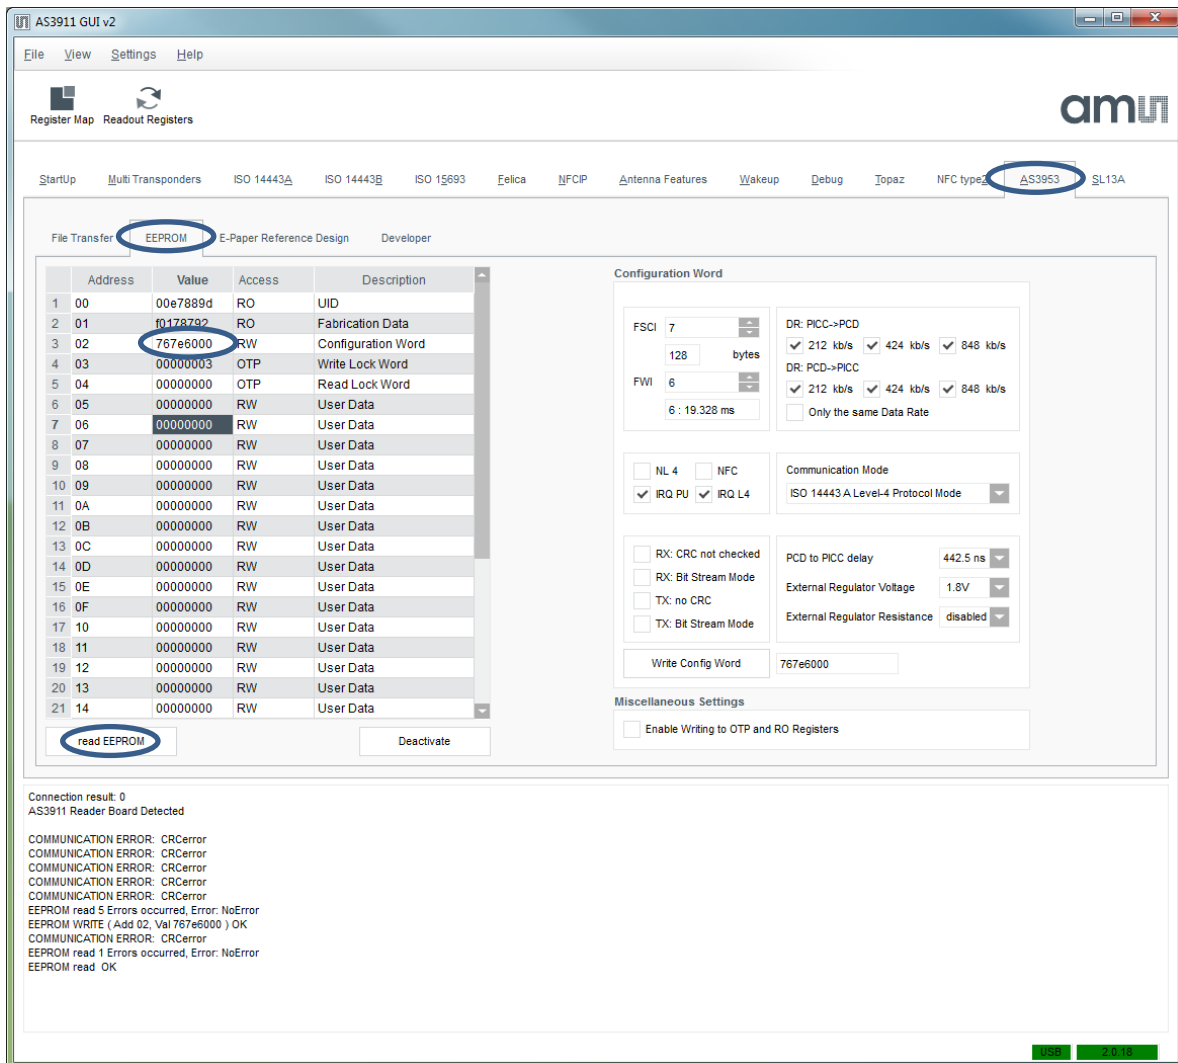 AS3911 GUI v2
File View Settings Help
Register Map Readout Registers
am
StartUp Multi Transponders ISO 14443A ISO 14443B ISO 15693 Felica NFCIP Antenna Features Wakeup Debug Topaz NFC type2 AS3953 SL13A
File Transfer EEPROM E-Paper Reference Design Developer
Address Value Access Description
1 00 00e7889d RO UID
2 01 f0178792 RO Fabrication Data
3 02 767e6000 RW Configuration Word
4 03 00000003 OTP Write Lock Word
5 04 00000000 OTP Read Lock Word
6 05 00000000 RW User Data
7 06 00000000 RW User Data
8 07 00000000 RW User Data
9 08 00000000 RW User Data
10 09 00000000 RW User Data
11 0A 00000000 RW User Data
12 0B 00000000 RW User Data
13 0C 00000000 RW User Data
14 0D 00000000 RW User Data
15 0E 00000000 RW User Data
16 0F 00000000 RW User Data
17 10 00000000 RW User Data
18 11 00000000 RW User Data
19 12 00000000 RW User Data
20 13 00000000 RW User Data
21 14 00000000 RW User Data
read EEPROM Deactivate
Configuration Word
FSCI 7
128 bytes
FWI 6
6 : 19.328 ms
DR: PICC->PCD
212 kb/s 424 kb/s 848 kb/s
DR: PCD->PICC
212 kb/s 424 kb/s 848 kb/s
Only the same Data Rate
NL 4 NFC
IRQ PU IRQ L4
Communication Mode
ISO 14443 A Level-4 Protocol Mode
RX: CRC not checked
RX: Bit Stream Mode
TX: no CRC
TX: Bit Stream Mode
PCD to PICC delay 442.5 ns
External Regulator Voltage 1.8V
External Regulator Resistance disabled
Write Config Word 767e6000
Miscellaneous Settings
Enable Writing to OTP and RO Registers
Connection result: 0
AS3911 Reader Board Detected
COMMUNICATION ERROR: CRCerror
COMMUNICATION ERROR: CRCerror
COMMUNICATION ERROR: CRCerror
COMMUNICATION ERROR: CRCerror
COMMUNICATION ERROR: CRCerror
EEPROM read 5 Errors occurred, Error: NoError
EEPROM WRITE ( Add 02, Val 767e6000 ) OK
COMMUNICATION ERROR: CRCerror
EEPROM read 1 Errors occurred, Error: NoError
EEPROM read OK
USB 2.0.18